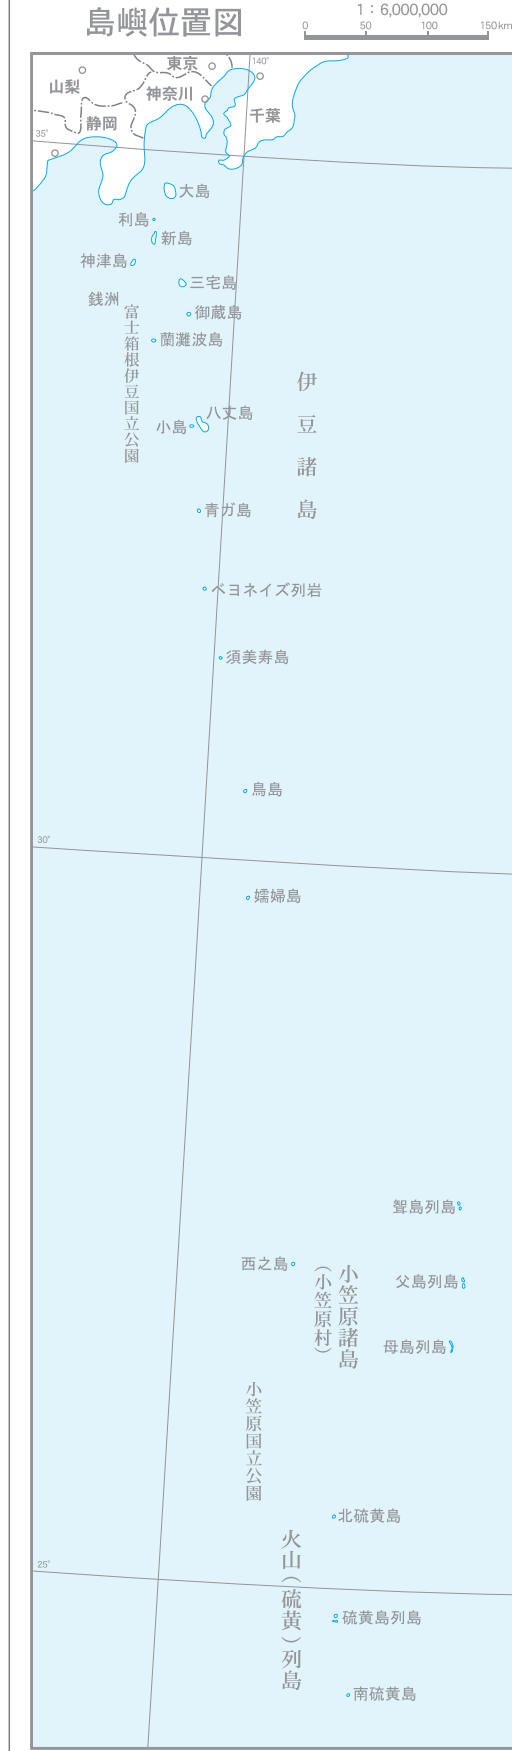 島嶼位置図
1：6,000,000
0 50 100 150km
140°
東京
山梨
神奈川
千葉
静岡
35°
大島
利島
新島
神津島
三宅島
銭洲
御蔵島
富士箱根伊豆国立公園
蘭灘波島
伊豆諸島
八丈島
小島
青ガ島
ベヨネイズ列岩
須美寿島
鳥島
30°
孀婦島
聟島列島
西之島
小笠原諸島
（小笠原村）
父島列島
母島列島
小笠原国立公園
北硫黄島
火山（硫黄）列島
25°
硫黄島列島
南硫黄島